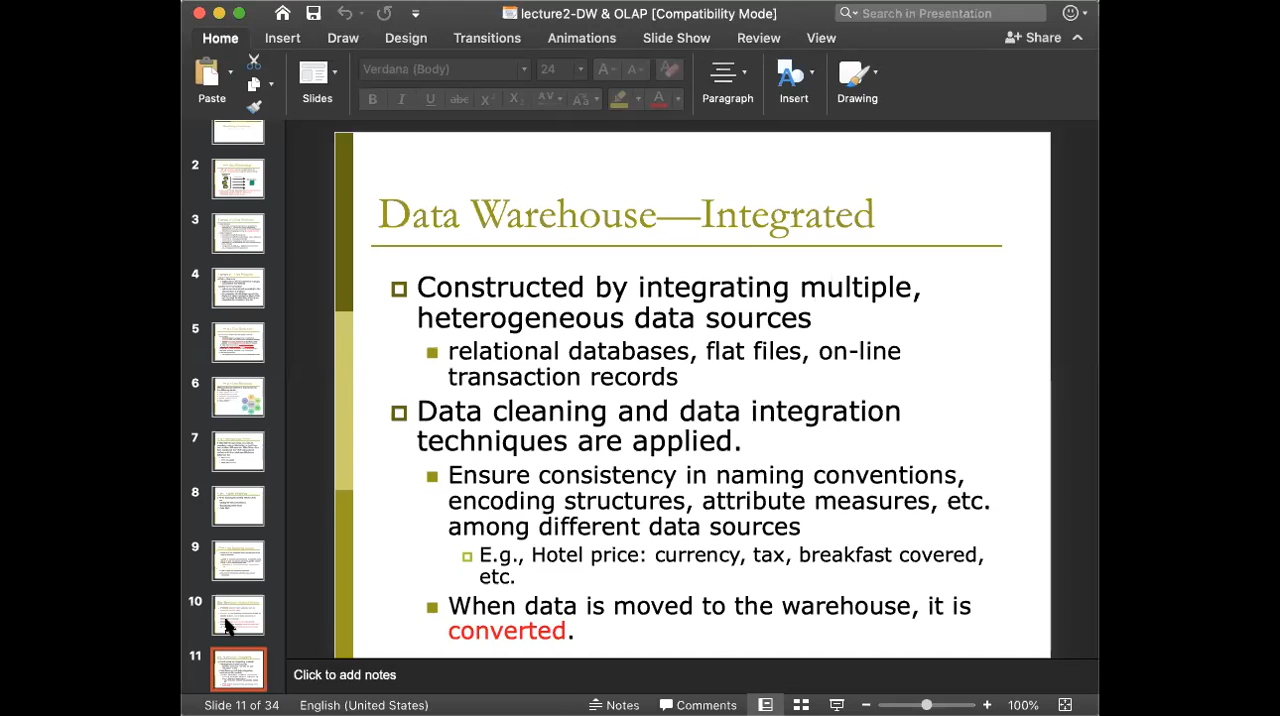 lecture2-DW & OLAP [Compatibility Mode]
Search in Presentation
Home Insert Draw Design Transitions Animations Slide Show Review View Share
Verdana (Body) 24
Paste Slides Paragraph Insert Drawing
2
3
4
5
6
7
8
9
10
11
Data Warehouse—Integrated
Constructed by integrating multiple,
heterogeneous data sources
relational databases, flat files, on-line
transaction records
Data cleaning and data integration
techniques are applied.
Ensure consistency in naming conventions,
encoding structures, attribute measures, etc.
among different data sources
E.g., Hotel price: currency, tax, breakfast covered,
etc.
When data is moved to the warehouse, it is
converted.
Slide 11 of 34 English (United States) Notes Comments 100%